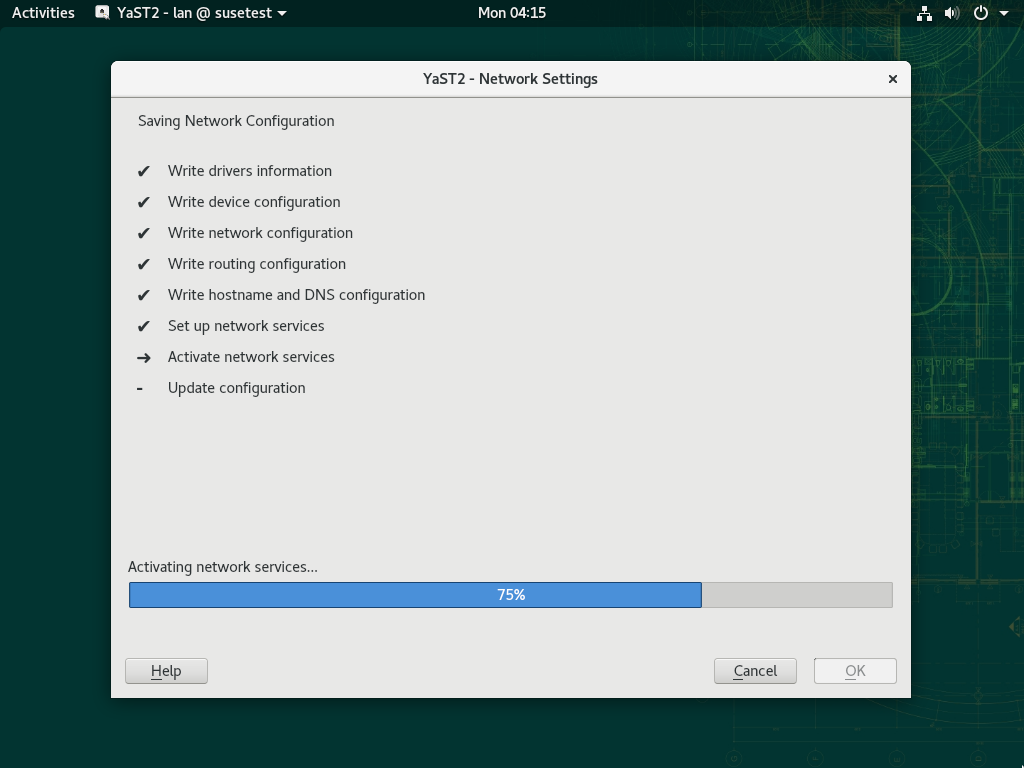 Activities YaST2 - lan @ susetest Mon 04:15
YaST2 - Network Settings
Saving Network Configuration
✔ Write drivers information
✔ Write device configuration
✔ Write network configuration
✔ Write routing configuration
✔ Write hostname and DNS configuration
✔ Set up network services
➜ Activate network services
- Update configuration
Activating network services...
75%
Help Cancel OK